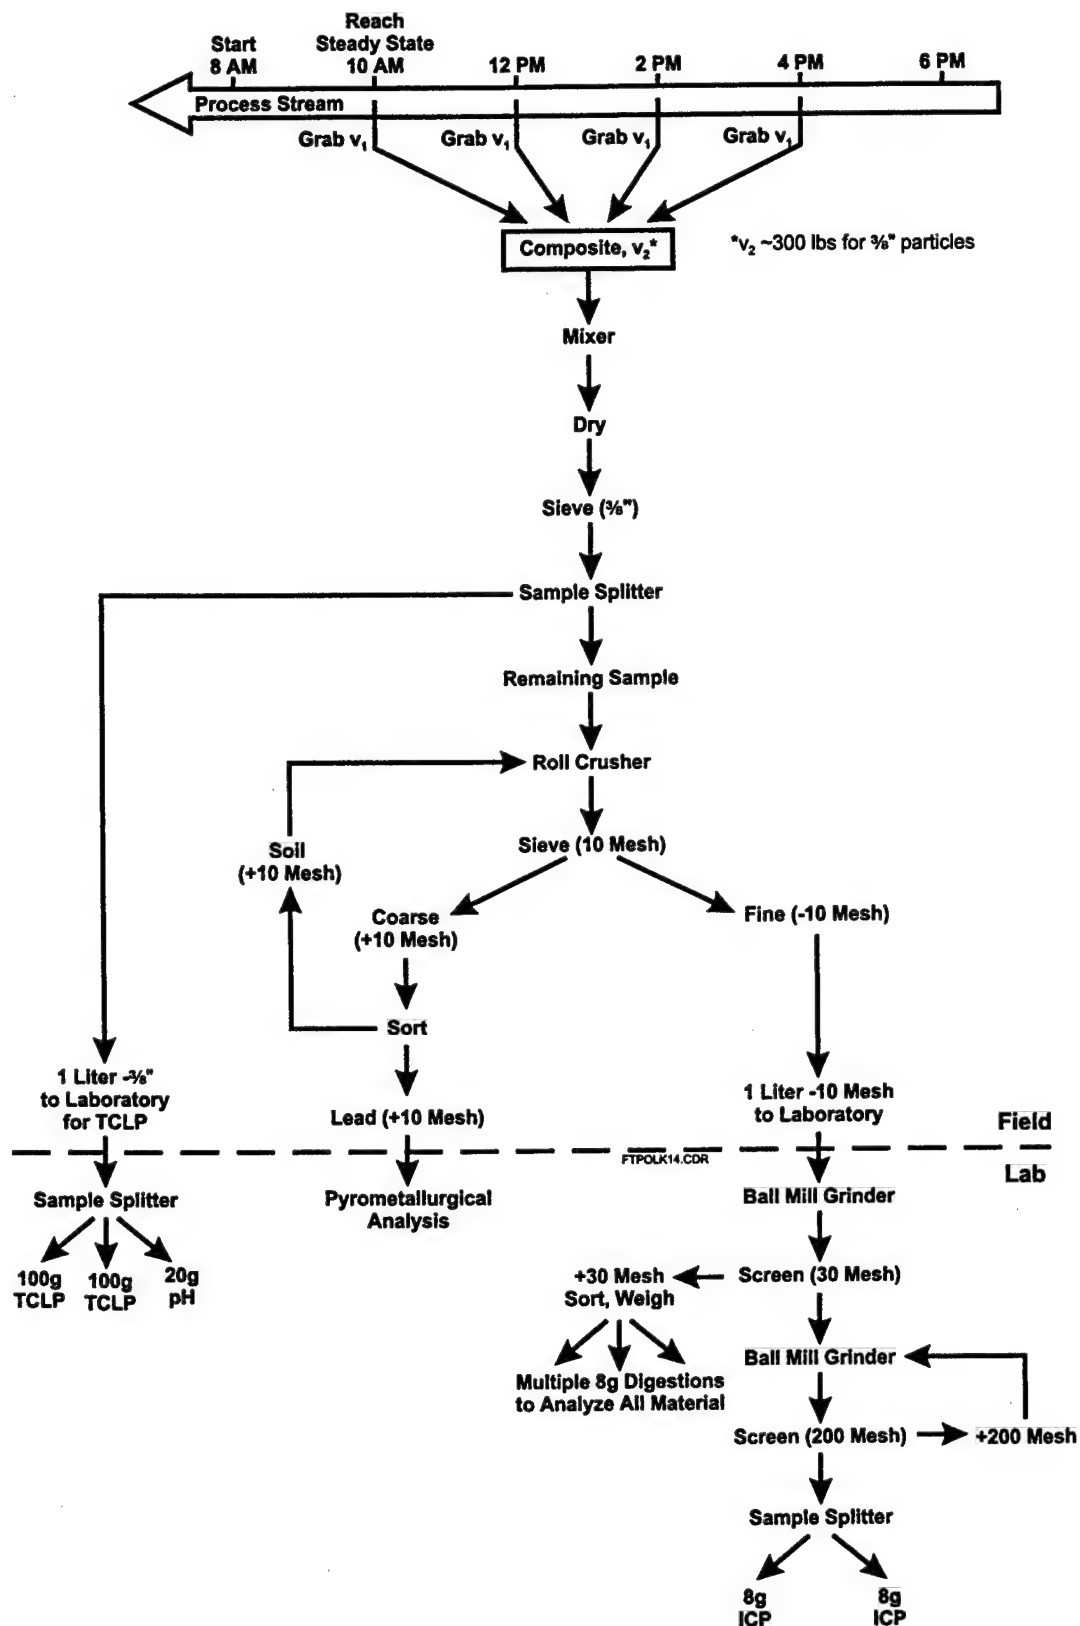 Reach
Steady State
Start
8 AM
10 AM
12 PM
2 PM
4 PM
6 PM
Process Stream
Grab v₁
Grab v₁
Grab v₁
Grab v₁
Composite, v₂*
*v₂ ~300 lbs for ⅜" particles
Mixer
Dry
Sieve (⅜")
Sample Splitter
Remaining Sample
Roll Crusher
Sieve (10 Mesh)
Soil
(+10 Mesh)
Coarse
(+10 Mesh)
Fine (-10 Mesh)
Sort
1 Liter -⅜"
to Laboratory
for TCLP
Lead (+10 Mesh)
1 Liter -10 Mesh
to Laboratory
Field
FTPOLK14.CDR
Lab
Sample Splitter
100g
TCLP
100g
TCLP
20g
pH
Pyrometallurgical
Analysis
Ball Mill Grinder
Screen (30 Mesh)
+30 Mesh
Sort, Weigh
Multiple 8g Digestions
to Analyze All Material
Ball Mill Grinder
Screen (200 Mesh)
+200 Mesh
Sample Splitter
8g
ICP
8g
ICP